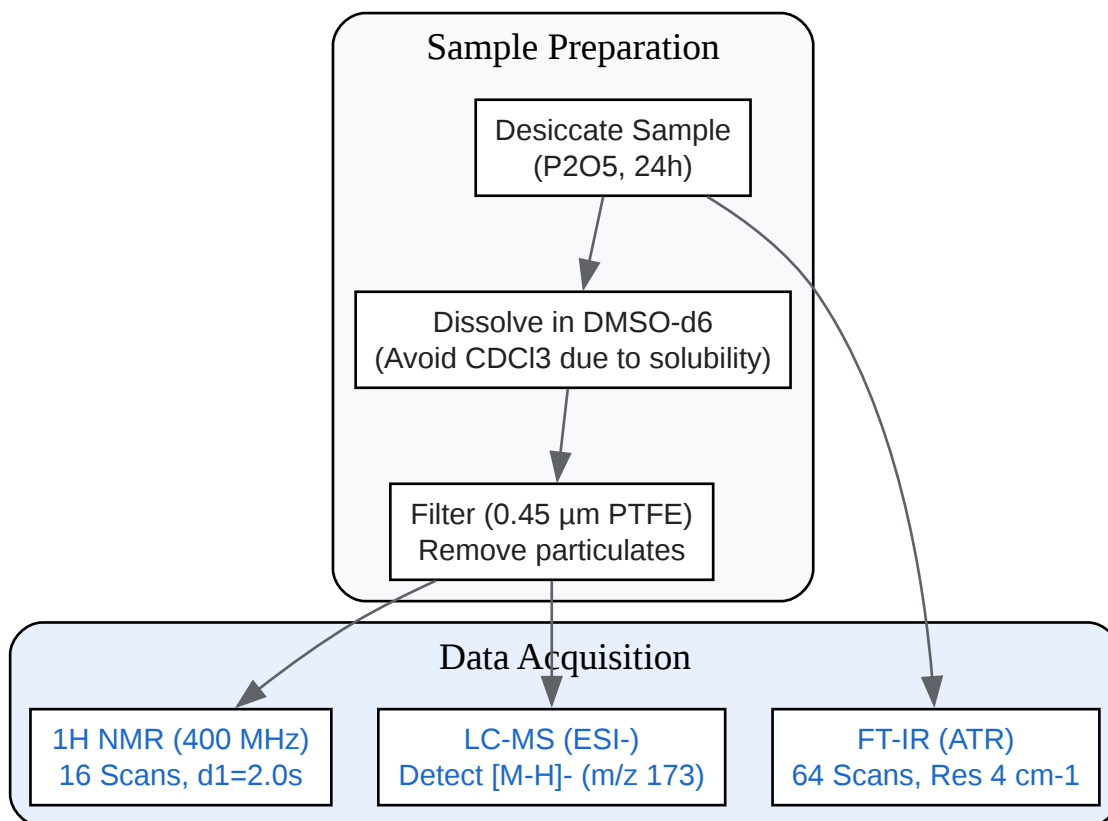 Sample Preparation
Desiccate Sample
(P2O5, 24h)
Dissolve in DMSO-d6
(Avoid CDCl3 due to solubility)
Filter (0.45 µm PTFE)
Remove particulates
Data Acquisition
1H NMR (400 MHz)
16 Scans, d1=2.0s
LC-MS (ESI-)
Detect [M-H]- (m/z 173)
FT-IR (ATR)
64 Scans, Res 4 cm-1